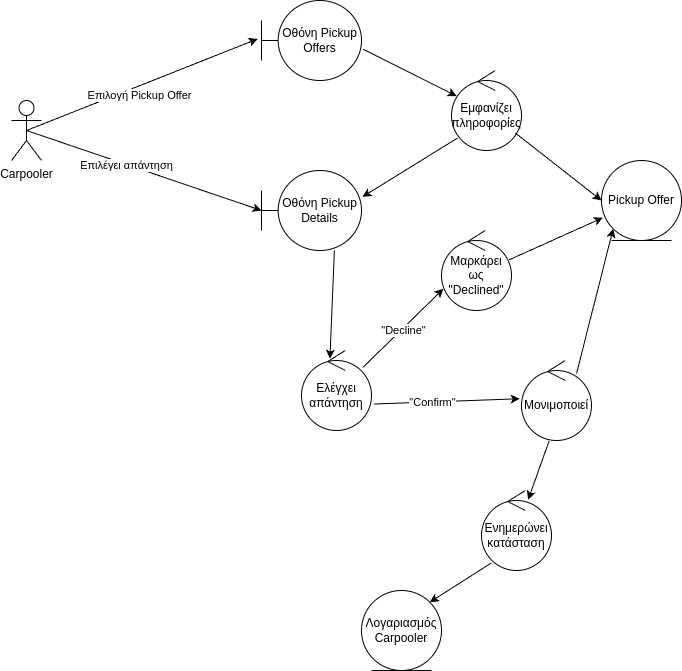 Οθόνη Pickup
Offers
Επιλογή Pickup Offer
Εμφανίζει
πληροφορίες
Carpooler
Επιλέγει απάντηση
Οθόνη Pickup
Details
Pickup Offer
Μαρκάρει
ως
"Declined"
"Decline"
Ελέγχει
απάντηση
"Confirm"
Μονιμοποιεί
Ενημερώνει
κατάσταση
Λογαριασμός
Carpooler